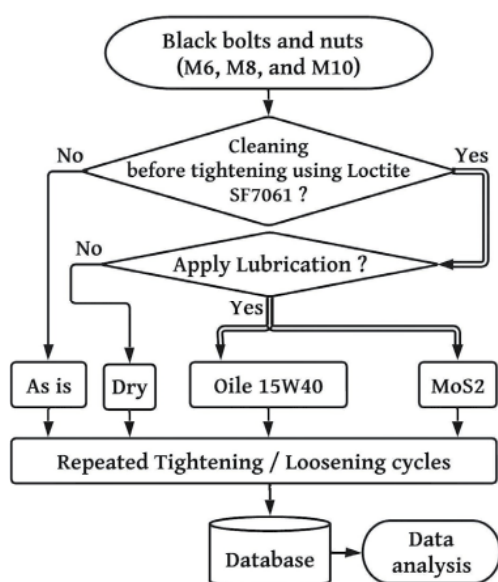 Black bolts and nuts
(M6, M8, and M10)
Cleaning
before tightening using Loctite
SF7061 ?
No
Yes
Apply Lubrication ?
No
Yes
As is
Dry
Oile 15W40
MoS2
Repeated Tightening / Loosening cycles
Database
Data
analysis